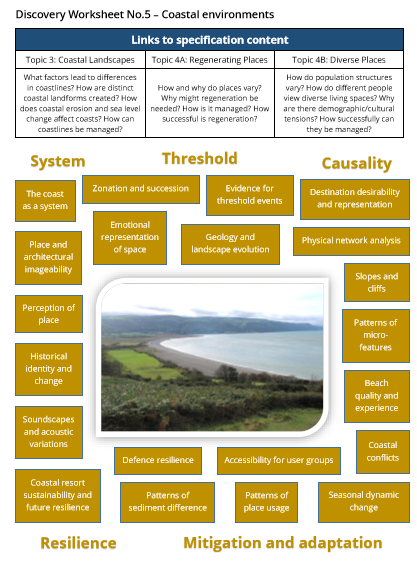 Discovery Worksheet No.5 – Coastal environments
Links to specification content
Topic 3: Coastal Landscapes
Topic 4A: Regenerating Places
Topic 4B: Diverse Places
What factors lead to differences
in coastlines? How are distinct
coastal landforms created? How
does coastal erosion and sea level
change affect coasts? How can
coastlines be managed?
How and why do places vary?
Why might regeneration be
needed? How is it managed? How
successful is regeneration?
How do population structures
vary? How do different people
view diverse living spaces? Why
are there demographic/cultural
tensions? How successfully can
they be managed?
System
Threshold
Causality
The coast
as a system
Zonation and succession
Evidence for
threshold events
Destination desirability
and representation
Emotional
representation
of space
Geology and
landscape evolution
Physical network analysis
Place and
architectural
imageability
Slopes and
cliffs
Perception of
place
Patterns of
micro-
features
Historical
identity and
change
Beach
quality and
experience
Soundscapes
and acoustic
variations
Coastal
conflicts
Defence resilience
Accessibility for user groups
Coastal resort
sustainability and
future resilience
Patterns of
sediment difference
Patterns of
place usage
Seasonal dynamic
change
Resilience
Mitigation and adaptation